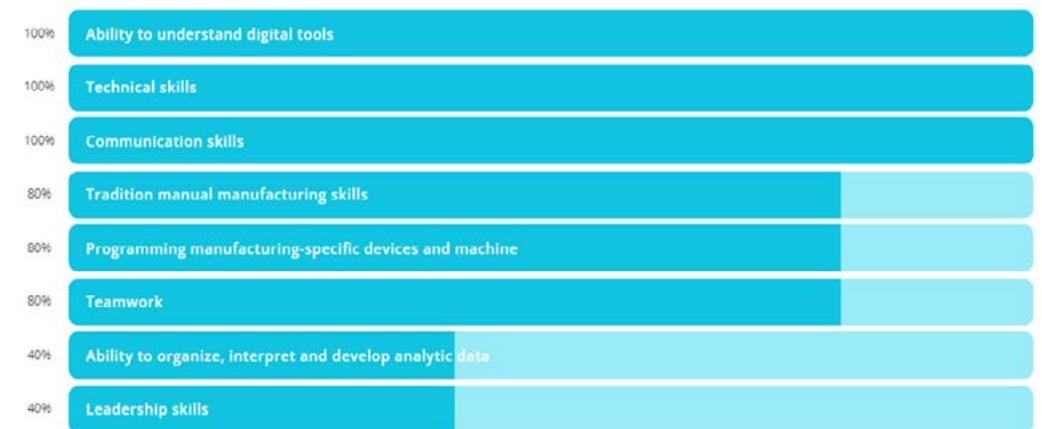 100% Ability to understand digital tools
100% Technical skills
100% Communication skills
80% Tradition manual manufacturing skills
80% Programming manufacturing-specific devices and machine
80% Teamwork
40% Ability to organize, interpret and develop analytic data
40% Leadership skills